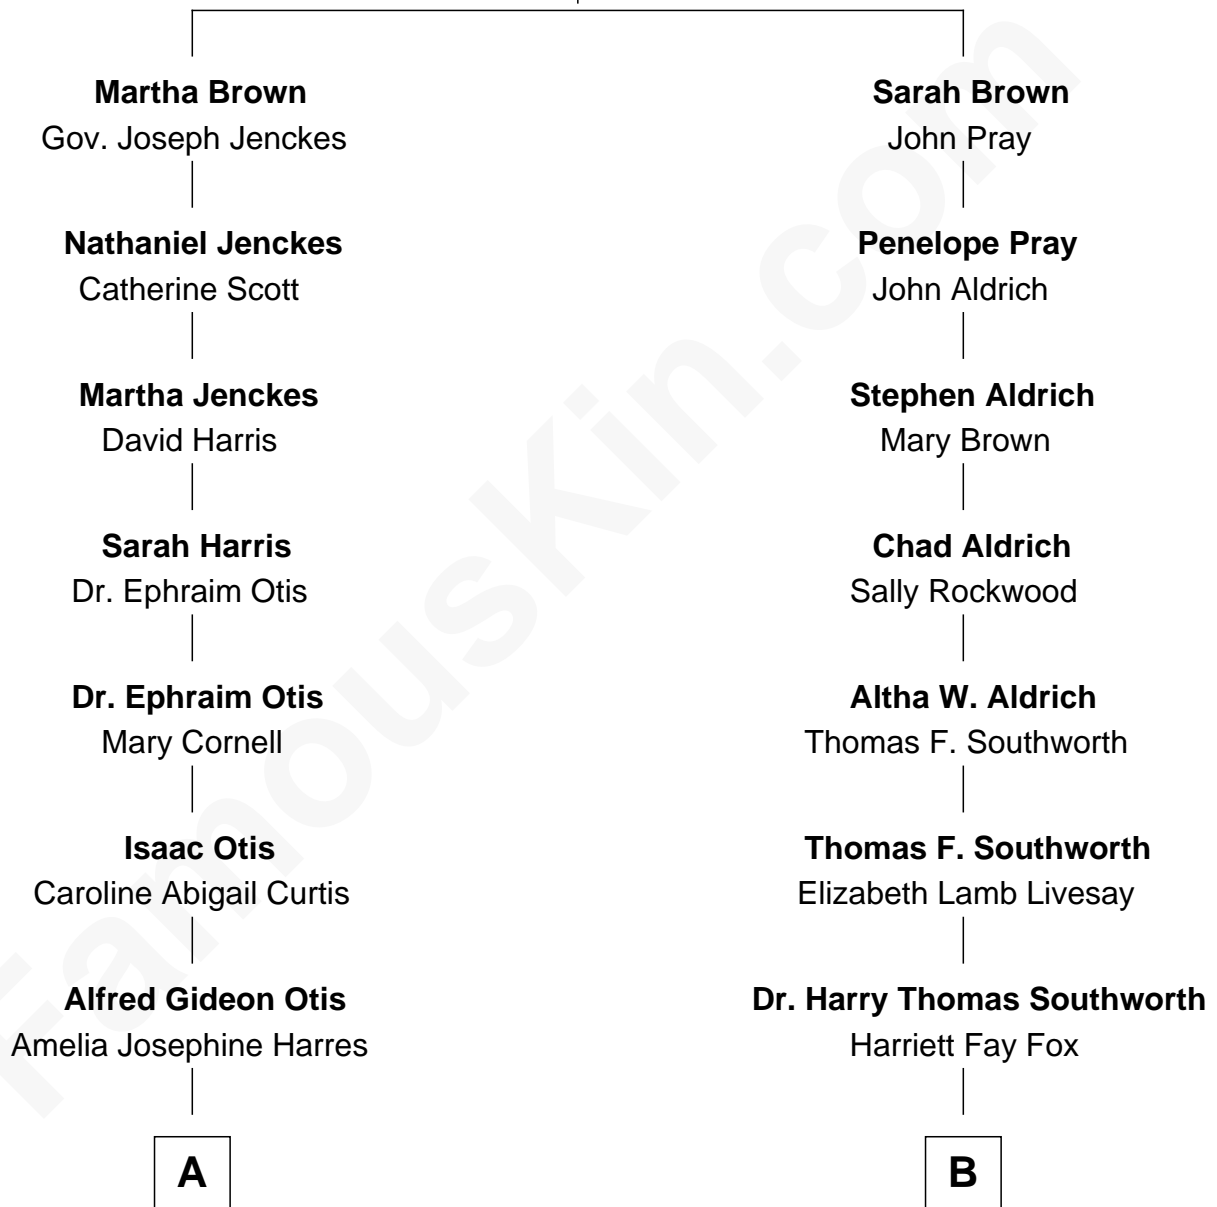 Martha Brown
Gov. Joseph Jenckes
Nathaniel Jenckes
Catherine Scott
Martha Jenckes
David Harris
Sarah Harris
Dr. Ephraim Otis
Dr. Ephraim Otis
Mary Cornell
Isaac Otis
Caroline Abigail Curtis
Alfred Gideon Otis
Amelia Josephine Harres
A
Sarah Brown
John Pray
Penelope Pray
John Aldrich
Stephen Aldrich
Mary Brown
Chad Aldrich
Sally Rockwood
Altha W. Aldrich
Thomas F. Southworth
Thomas F. Southworth
Elizabeth Lamb Livesay
Dr. Harry Thomas Southworth
Harriett Fay Fox
B
FamousKin.com